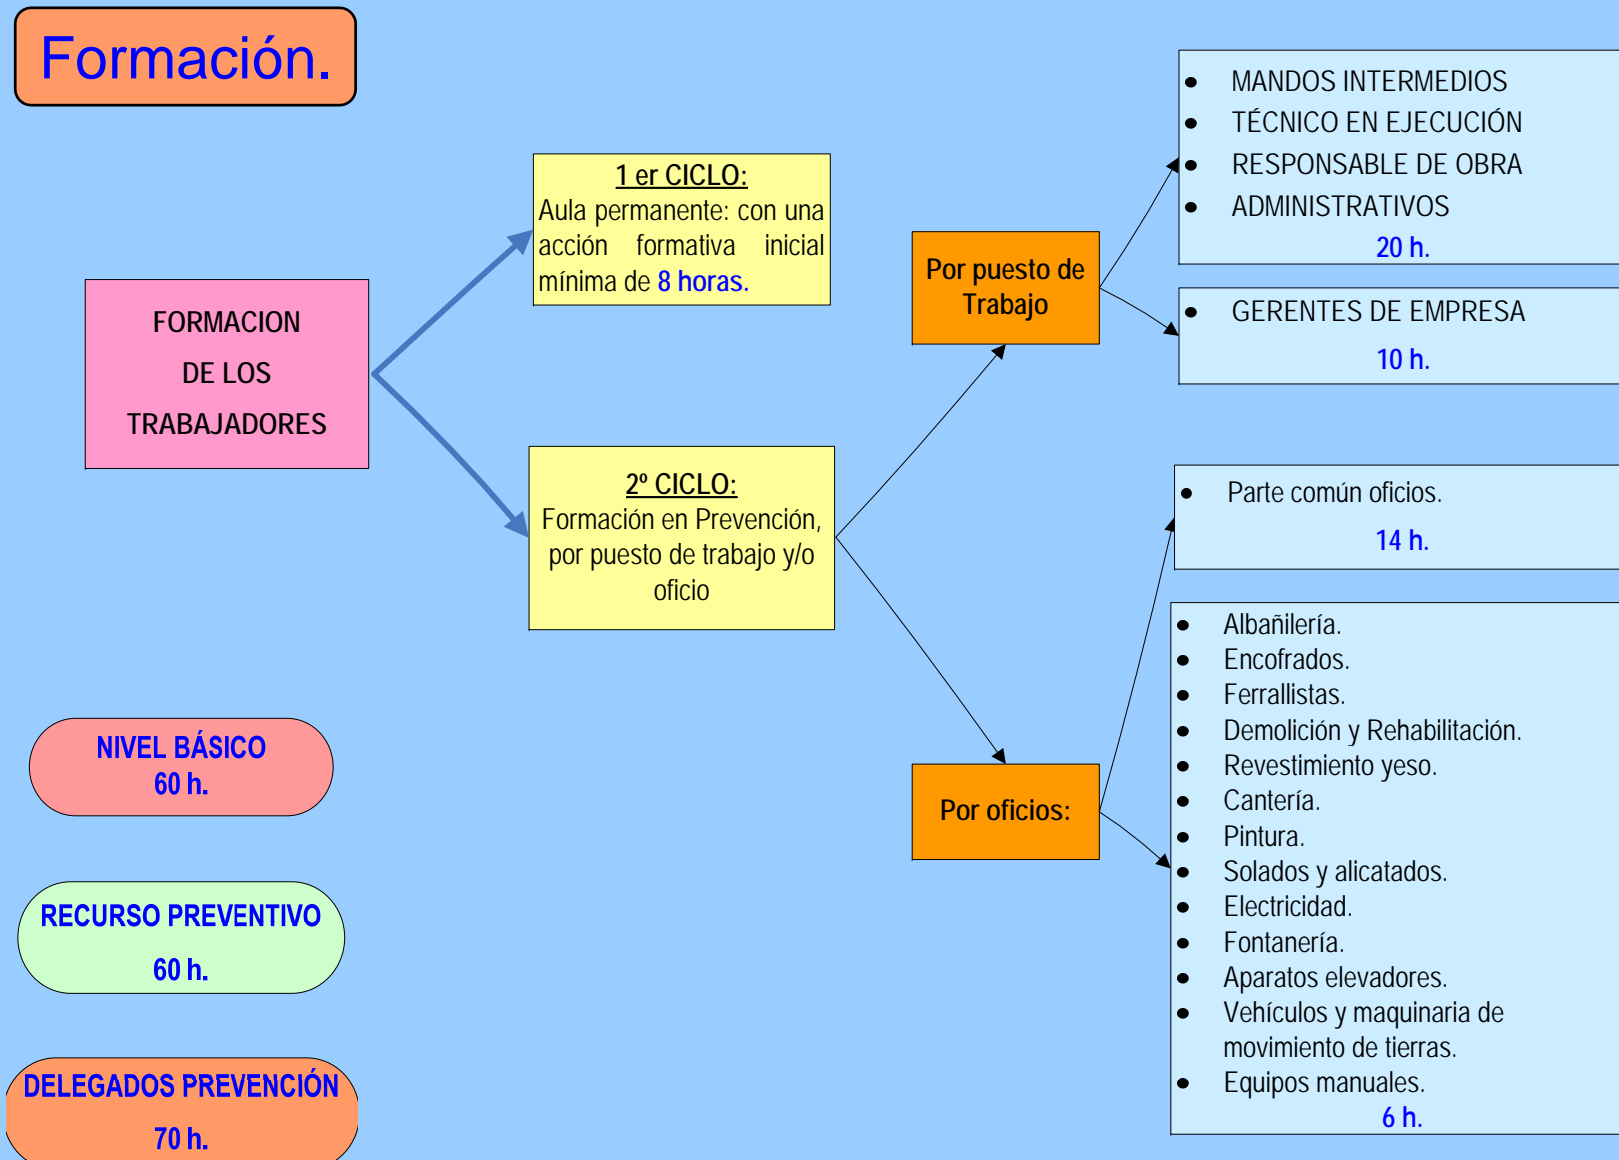 Formación.
FORMACION
DE LOS
TRABAJADORES
1 er CICLO:
Aula permanente: con una
acción formativa inicial
mínima de 8 horas.
2º CICLO:
Formación en Prevención,
por puesto de trabajo y/o
oficio
Por puesto de
Trabajo
Por oficios:
• MANDOS INTERMEDIOS
• TÉCNICO EN EJECUCIÓN
• RESPONSABLE DE OBRA
• ADMINISTRATIVOS
20 h.
• GERENTES DE EMPRESA
10 h.
• Parte común oficios.
14 h.
• Albañilería.
• Encofrados.
• Ferrallistas.
• Demolición y Rehabilitación.
• Revestimiento yeso.
• Cantería.
• Pintura.
• Solados y alicatados.
• Electricidad.
• Fontanería.
• Aparatos elevadores.
• Vehículos y maquinaria de
movimiento de tierras.
• Equipos manuales.
6 h.
NIVEL BÁSICO
60 h.
RECURSO PREVENTIVO
60 h.
DELEGADOS PREVENCIÓN
70 h.